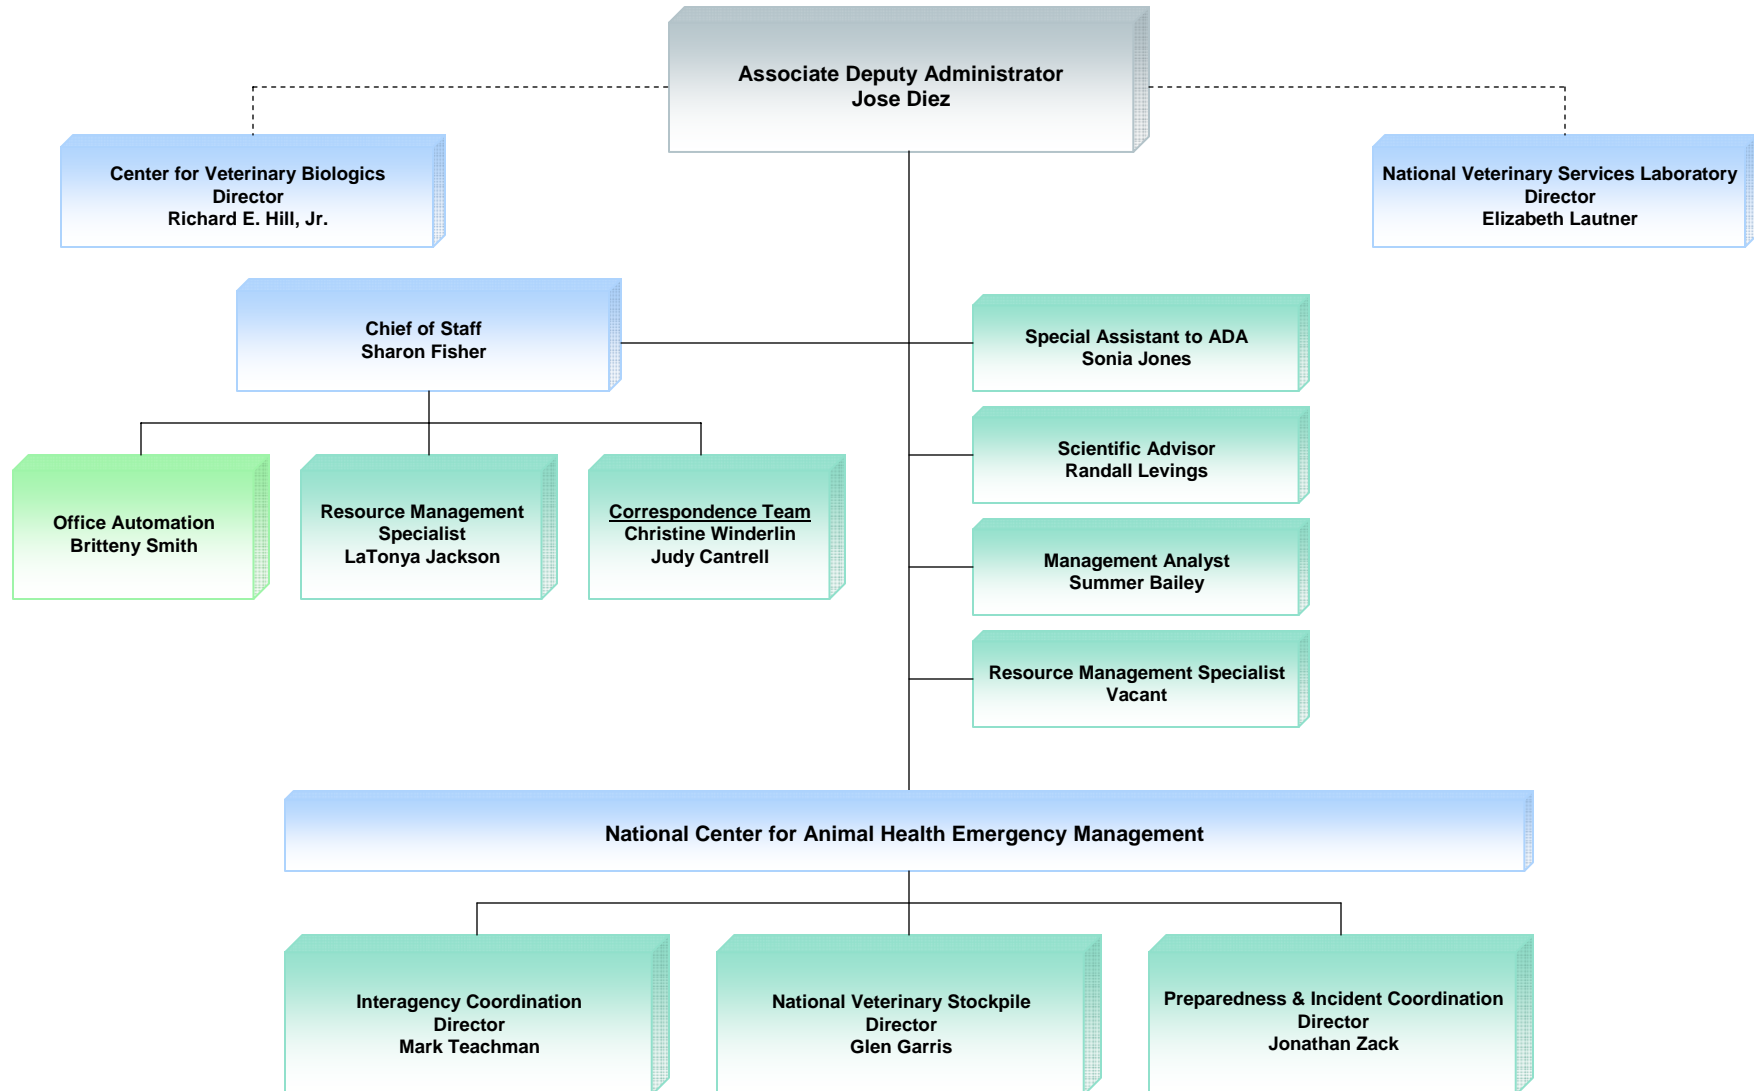 Associate Deputy Administrator
Jose Diez
Center for Veterinary Biologics
Director
Richard E. Hill, Jr.
National Veterinary Services Laboratory
Director
Elizabeth Lautner
Chief of Staff
Sharon Fisher
Special Assistant to ADA
Sonia Jones
Scientific Advisor
Randall Levings
Office Automation
Britteny Smith
Resource Management
Specialist
LaTonya Jackson
Correspondence Team
Christine Winderlin
Judy Cantrell
Management Analyst
Summer Bailey
Resource Management Specialist
Vacant
National Center for Animal Health Emergency Management
Interagency Coordination
Director
Mark Teachman
National Veterinary Stockpile
Director
Glen Garris
Preparedness & Incident Coordination
Director
Jonathan Zack